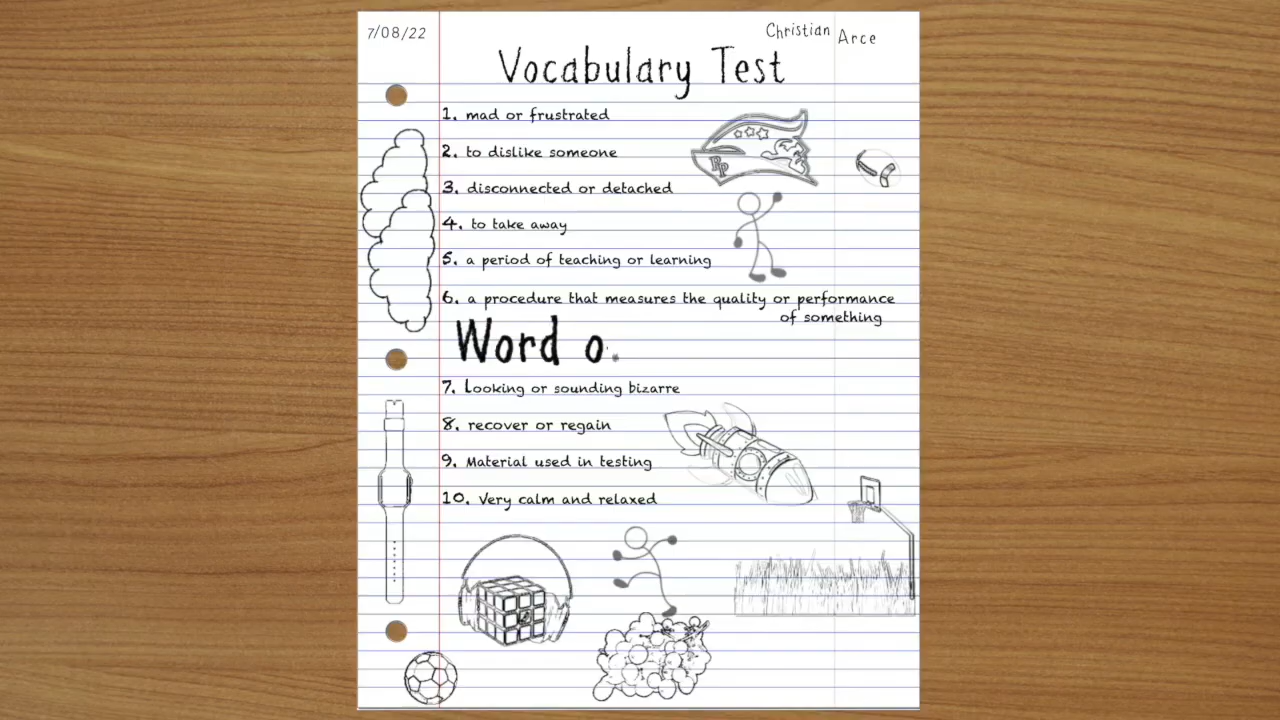 7/08/22
Christian Arce
Vocabulary Test
1. mad or frustrated
2. to dislike someone
3. disconnected or detached
4. to take away
5. a period of teaching or learning
6. a procedure that measures the quality or performance
of something
Word o.
7. Looking or sounding bizarre
8. recover or regain
9. Material used in testing
10. Very calm and relaxed
PP